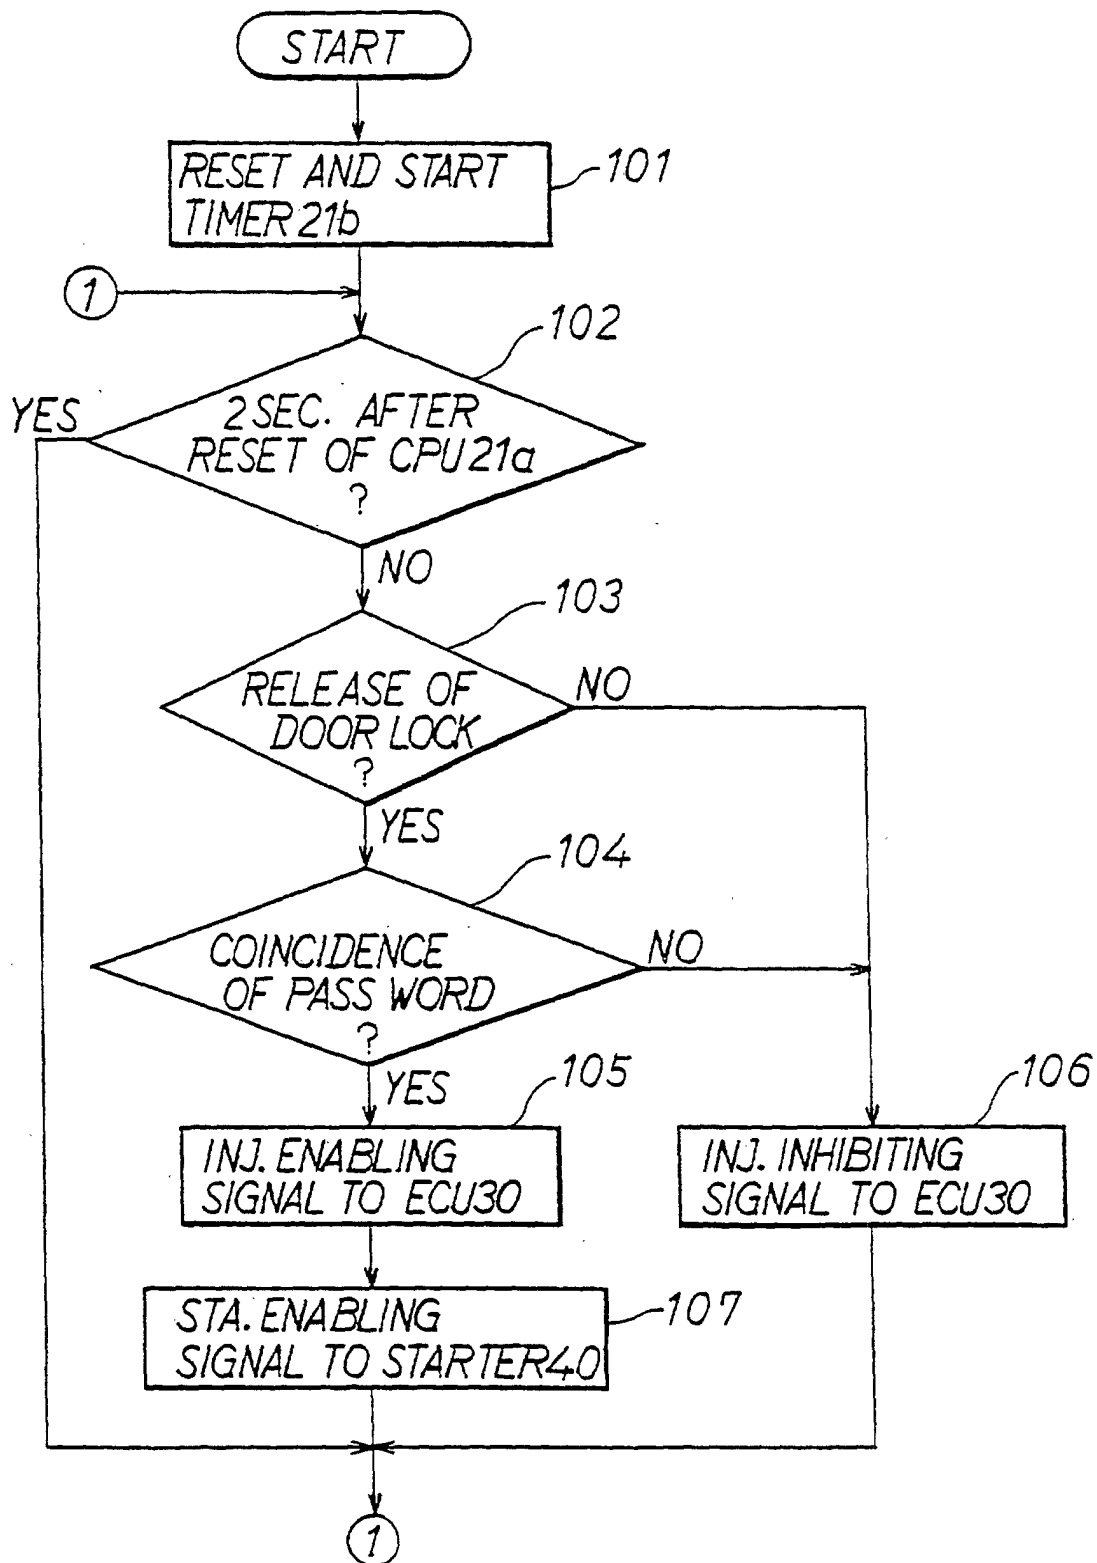 START
RESET AND START
TIMER 21b
101
1
102
YES
2 SEC. AFTER
RESET OF CPU21a
?
NO
103
RELEASE OF
DOOR LOCK
?
NO
YES
104
COINCIDENCE
OF PASS WORD
?
NO
YES
105
106
INJ. ENABLING
SIGNAL TO ECU30
INJ. INHIBITING
SIGNAL TO ECU30
STA. ENABLING
SIGNAL TO STARTER40
107
1